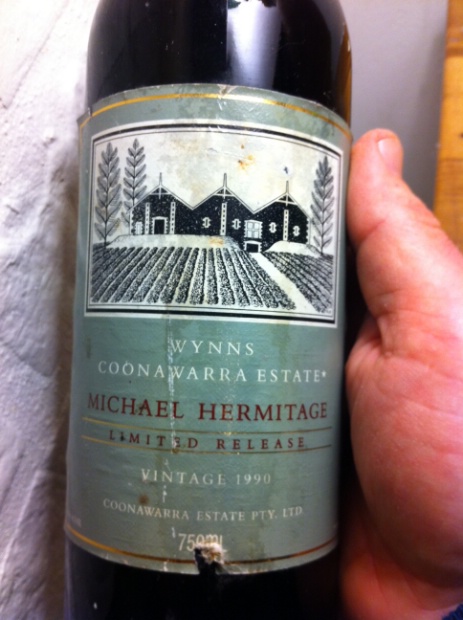 WYNNS
COONAWARRA ESTATE
MICHAEL HERMITAGE
LIMITED RELEASE
VINTAGE 1990
COONAWARRA ESTATE PTY. LTD.
750ml